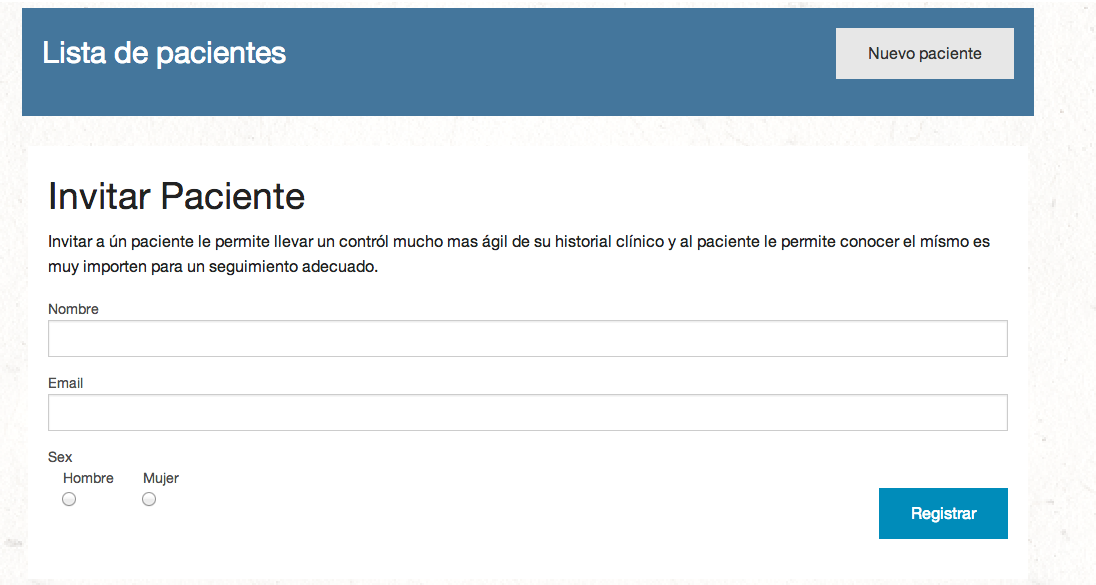 Lista de pacientes
Nuevo paciente
Invitar Paciente
Invitar a ún paciente le permite llevar un contról mucho mas ágil de su historial clínico y al paciente le permite conocer el mísmo es
muy importen para un seguimiento adecuado.
Nombre
Email
Sex
Hombre Mujer
Registrar